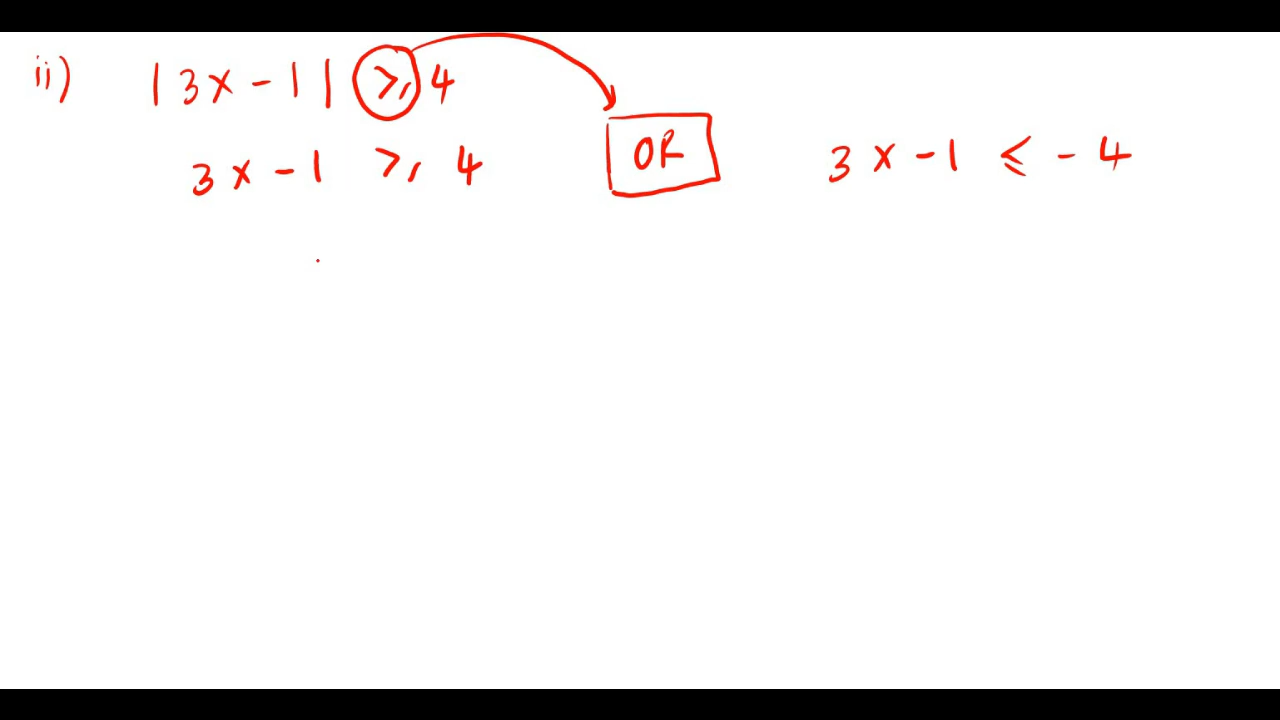 ii) |3x - 1| ≥ 4
3x - 1 ≥ 4 OR 3x - 1 ≤ -4